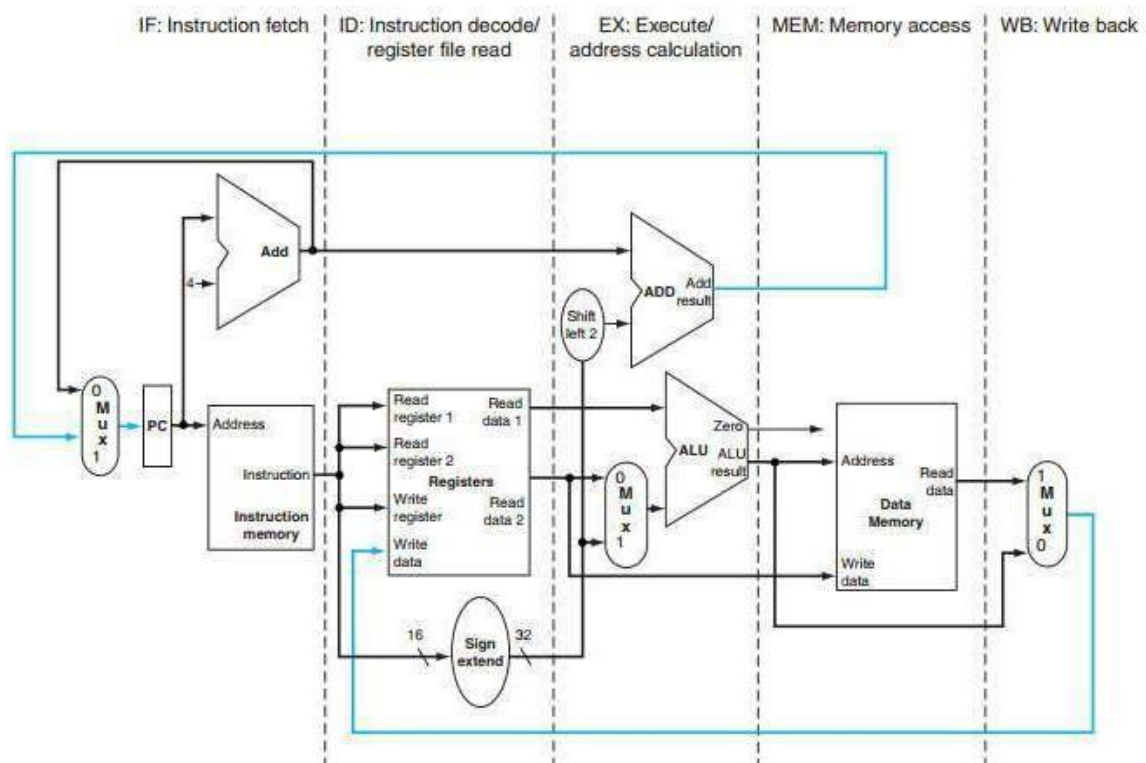 IF: Instruction fetch
ID: Instruction decode/
register file read
EX: Execute/
address calculation
MEM: Memory access
WB: Write back
Add
4
ADD
Add
result
Shift
left 2
0
M
u
x
1
PC
Address
Instruction
Instruction
memory
Read
register 1
Read
data 1
Read
register 2
Registers
Write
register
Read
data 2
Write
data
0
M
u
x
1
Zero
ALU
ALU
result
Address
Read
data
Data
Memory
Write
data
1
M
u
x
0
16
Sign
extend
32